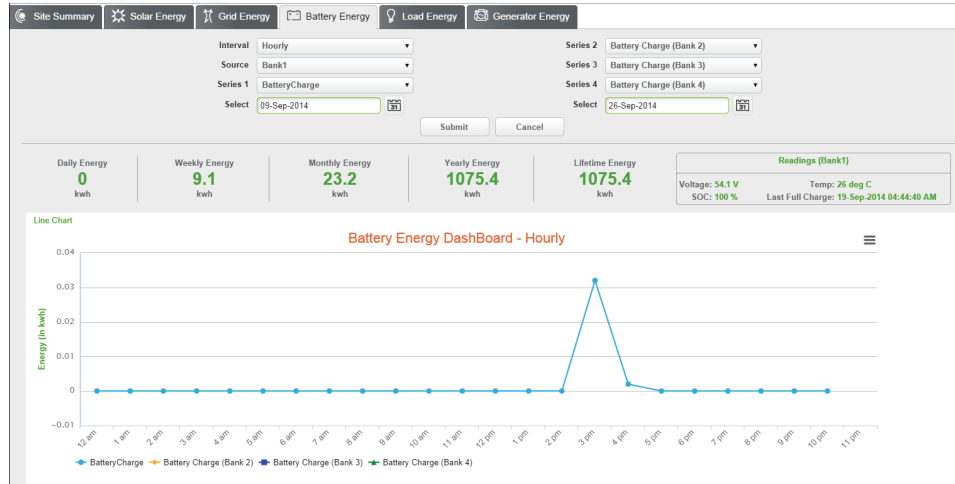 Site Summary Solar Energy Grid Energy Battery Energy Load Energy Generator Energy
Interval Hourly Series 2 Battery Charge (Bank 2)
Source Bank1 Series 3 Battery Charge (Bank 3)
Series 1 BatteryCharge Series 4 Battery Charge (Bank 4)
Select 09-Sep-2014 31 Select 26-Sep-2014 31
Submit Cancel
Daily Energy Weekly Energy Monthly Energy Yearly Energy Lifetime Energy Readings (Bank1)
0 9.1 23.2 1075.4 1075.4
kwh kwh kwh kwh kwh
Voltage: 54.1 V Temp: 26 deg C
SOC: 100 % Last Full Charge: 19-Sep-2014 04:44:40 AM
Line Chart
Battery Energy DashBoard - Hourly
Energy (in kwh)
0.04
0.03
0.02
0.01
0
-0.01
12 am 1 am 2 am 3 am 4 am 5 am 6 am 7 am 8 am 9 am 10 am 11 am 12 pm 1 pm 2 pm 3 pm 4 pm 5 pm 6 pm 7 pm 8 pm 9 pm 10 pm 11 pm
BatteryCharge Battery Charge (Bank 2) Battery Charge (Bank 3) Battery Charge (Bank 4)